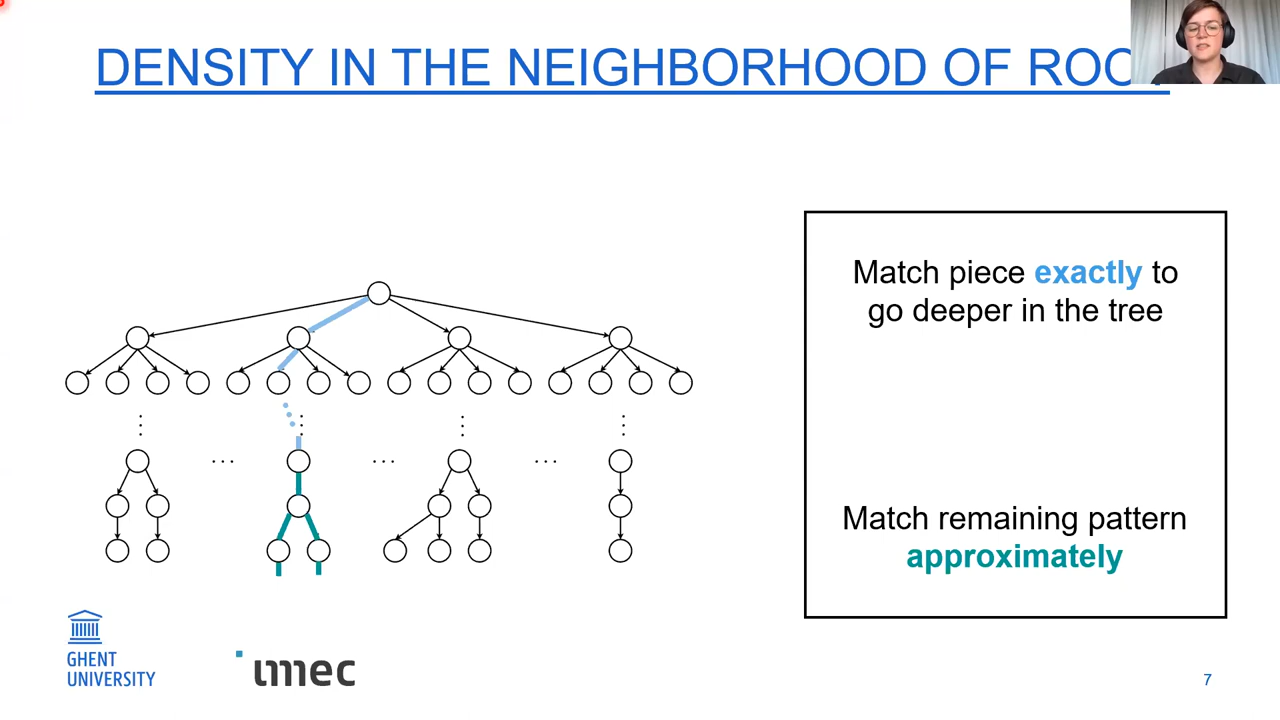 DENSITY IN THE NEIGHBORHOOD OF
Match piece exactly to
go deeper in the tree
Match remaining pattern
approximately
GHENT
UNIVERSITY
imec
7